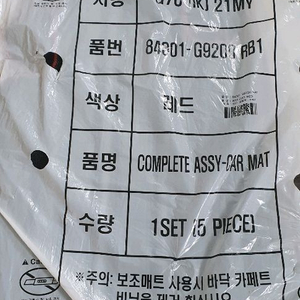 차종 G70 (IK) 21MY
품번 84301-G9200 RB1
색상 레드
품명 COMPLETE ASSY-CAR MAT
수량 1SET (5 PIECE)
※주의: 보조매트 사용시 바닥 카페트
비닐을 제거 하십시오